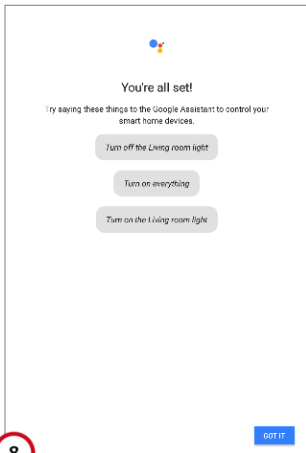 You're all set!
Try saying these things to the Google Assistant to control your
smart home devices.
Turn off the Living room light
Turn on everything
Turn on the Living room light
GOT IT
8